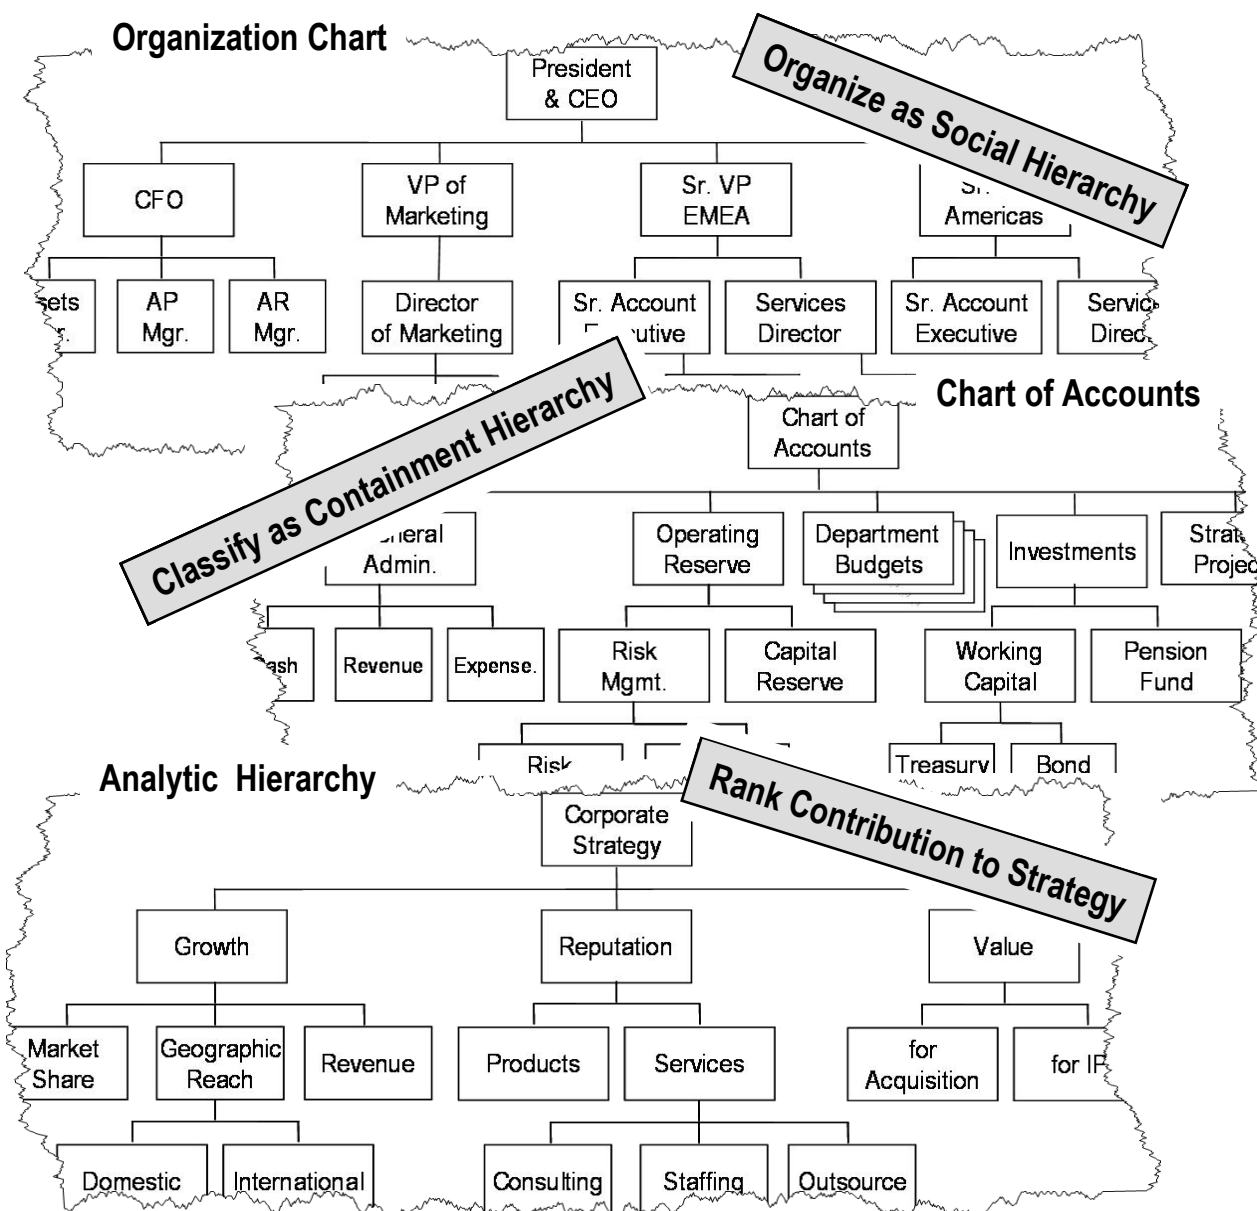 Organization Chart
Organize as Social Hierarchy
President
& CEO
CFO
VP of
Marketing
Sr. VP
EMEA
Sr.
Americas
AP
Mgr.
AR
Mgr.
Director
of Marketing
Sr. Account
Services
Director
Sr. Account
Executive
Classify as Containment Hierarchy
Chart of Accounts
Chart of
Accounts
Admin.
Operating
Reserve
Department
Budgets
Investments
Revenue
Expense.
Risk
Mgmt.
Capital
Reserve
Working
Capital
Pension
Fund
Risk
Treasury
Bond
Analytic Hierarchy
Rank Contribution to Strategy
Corporate
Strategy
Growth
Reputation
Value
Market
Share
Geographic
Reach
Revenue
Products
Services
for
Acquisition
for
Domestic
International
Consulting
Staffing
Outsource